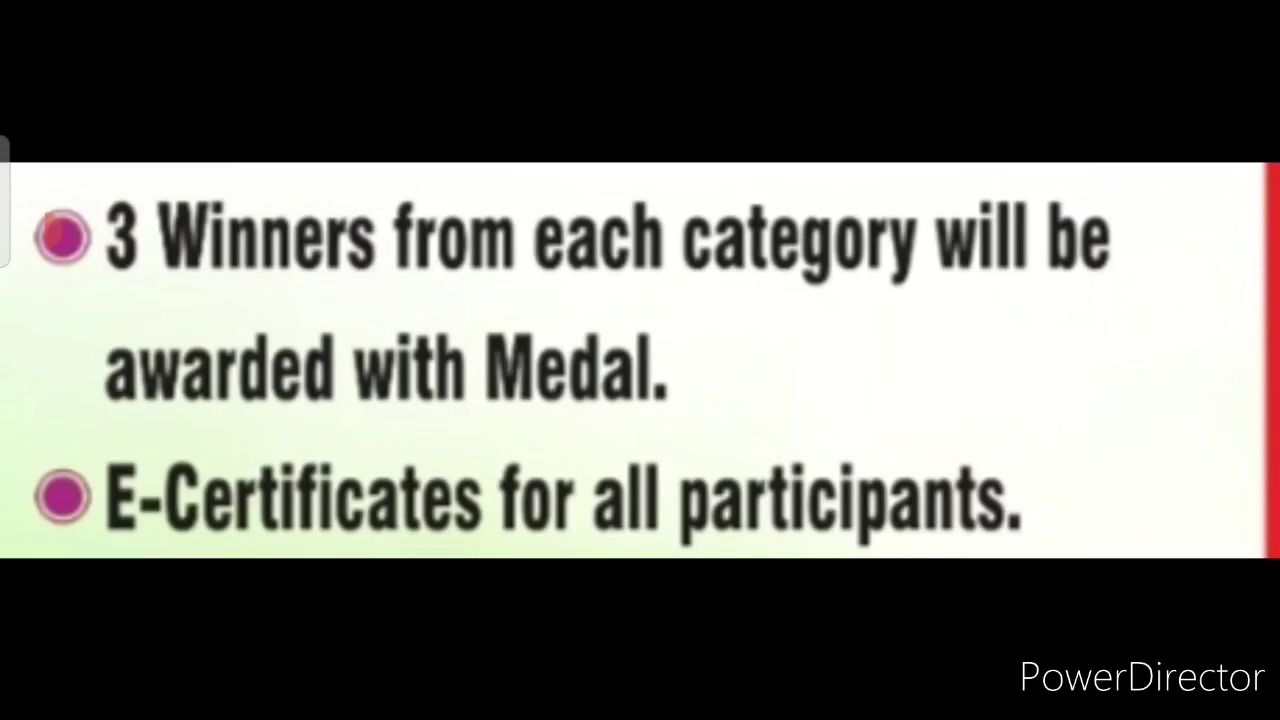 3 Winners from each category will be
awarded with Medal.
E-Certificates for all participants.
PowerDirector